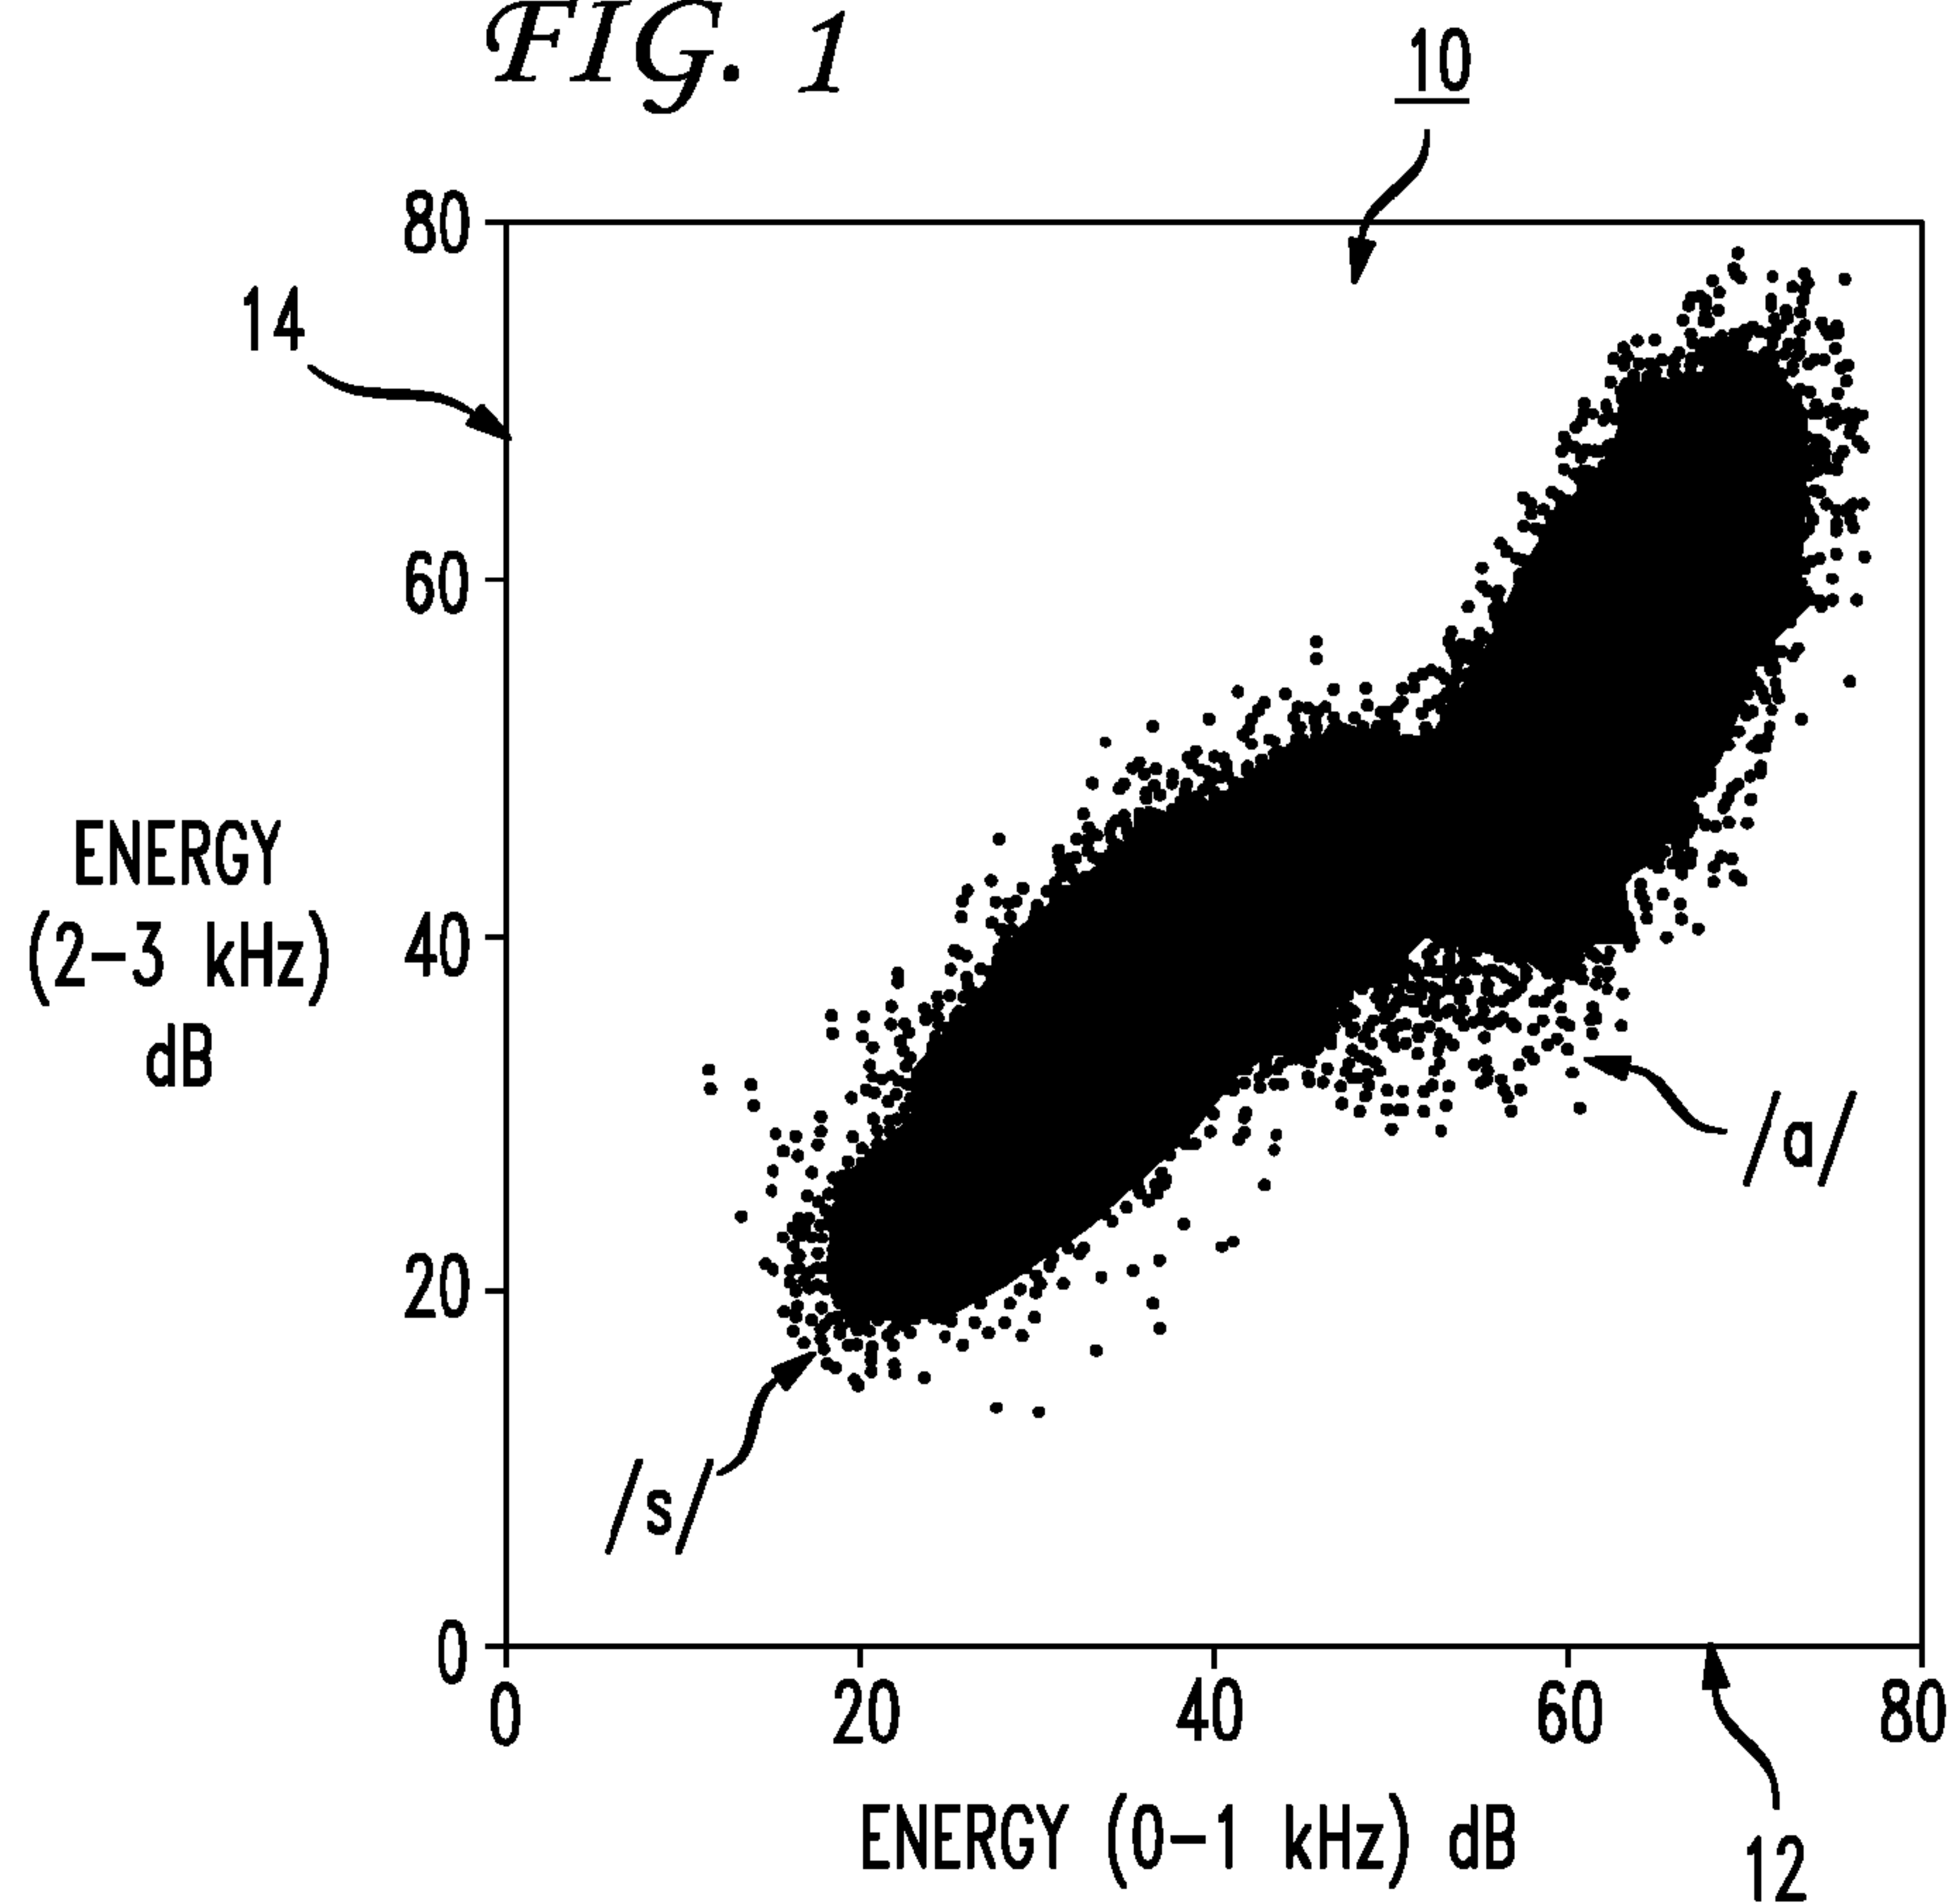 FIG. 1
10
80
14
60
ENERGY
(2-3 kHz)
dB
40
/a/
20
/s/
0
0 20 40 60 80
ENERGY (0-1 kHz) dB
12